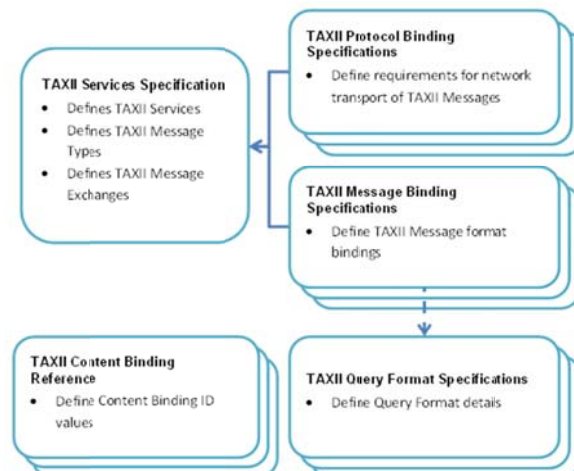 TAXII Protocol Binding
Specifications
• Define requirements for network
transport of TAXII Messages
TAXII Services Specification
• Defines TAXII Services
• Defines TAXII Message
Types
• Defines TAXII Message
Exchanges
TAXII Message Binding
Specifications
• Define TAXII Message format
bindings
TAXII Content Binding
Reference
• Define Content Binding ID
values
TAXII Query Format Specifications
• Define Query Format details